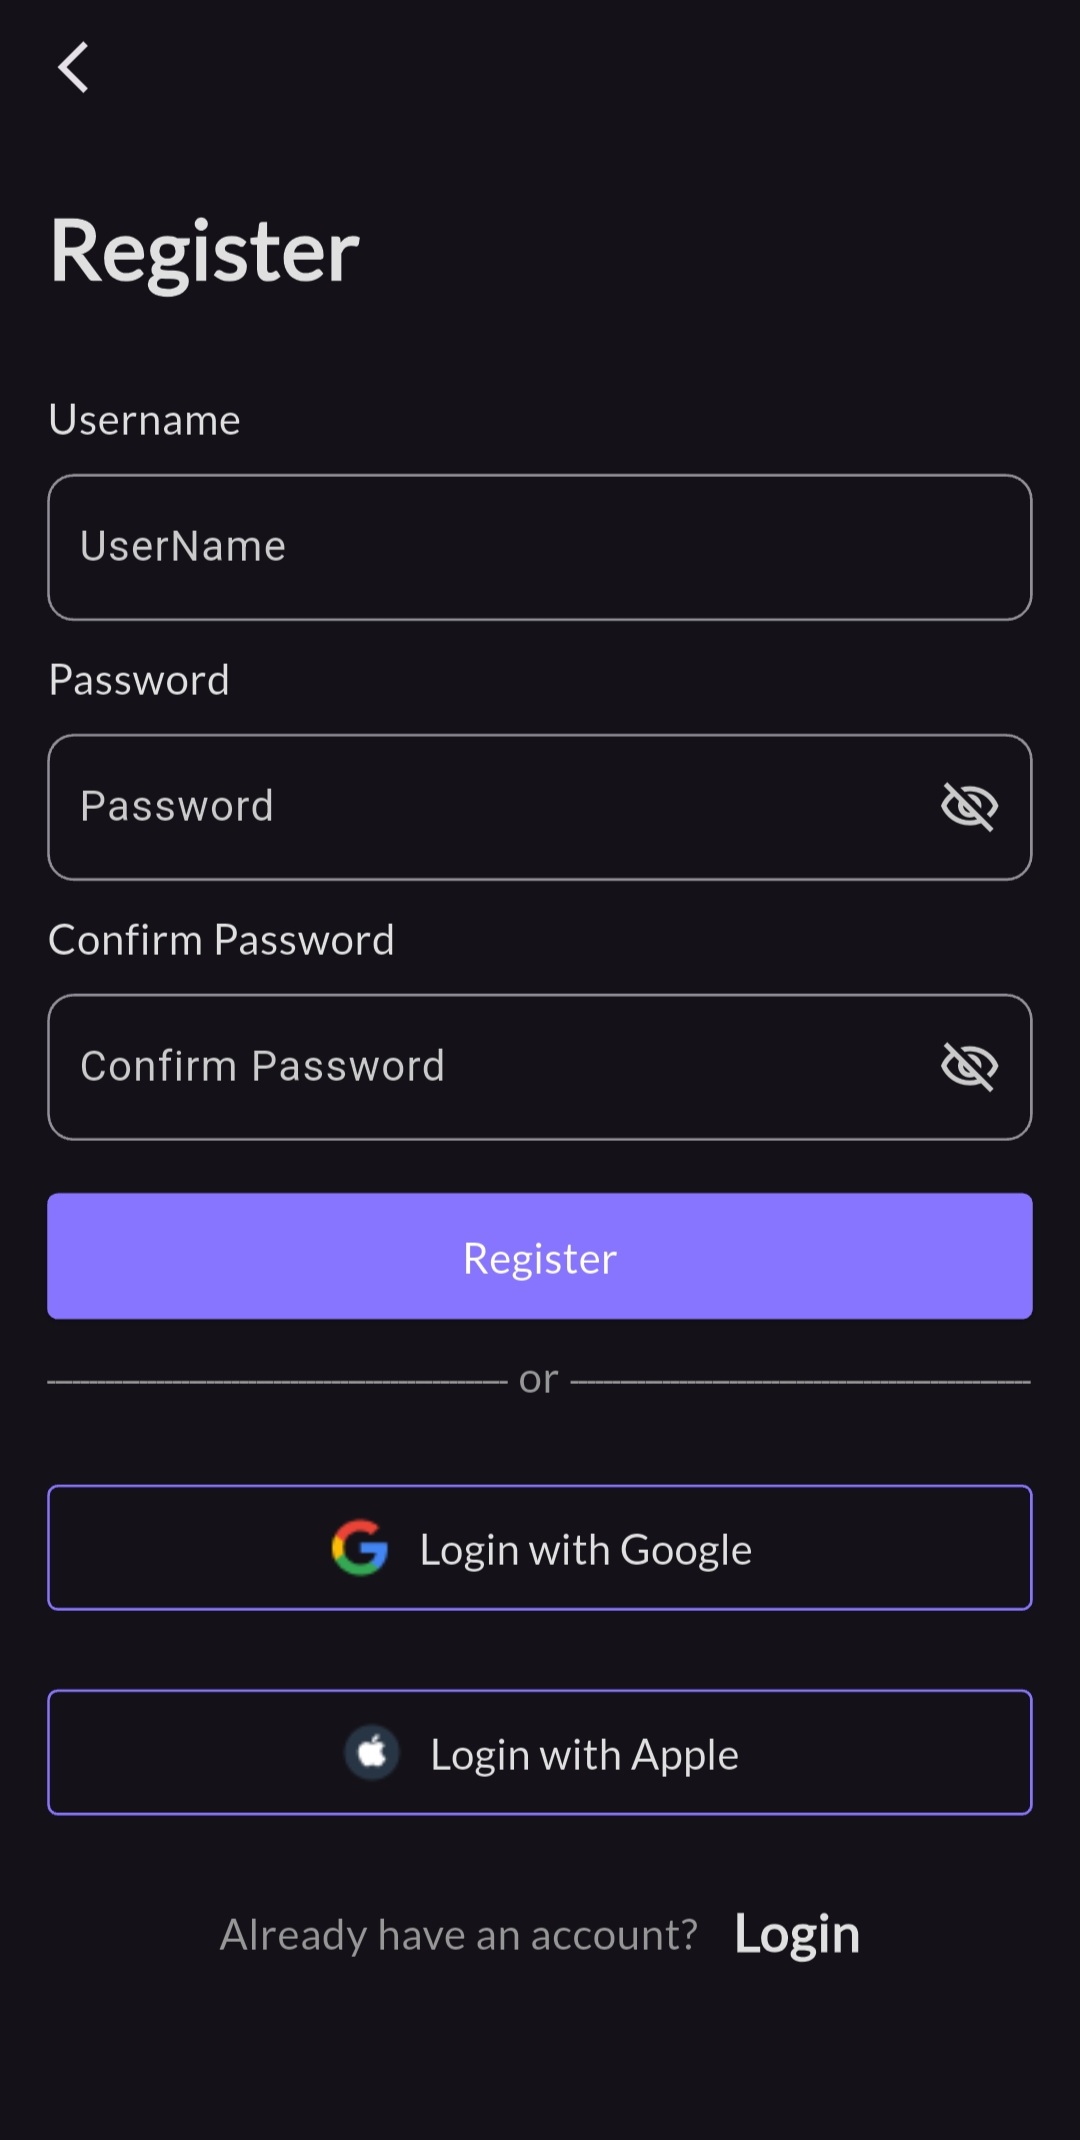 Register
Username
UserName
Password
Password
Confirm Password
Confirm Password
Register
or
Login with Google
Login with Apple
Already have an account? Login